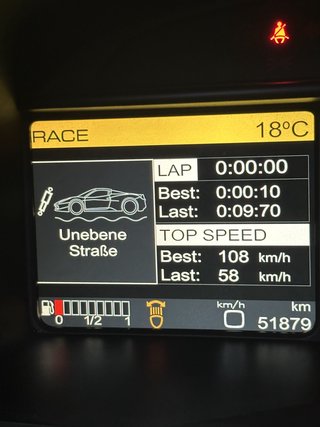 RACE 18°C
LAP 0:00:00
Best: 0:00:10
Last: 0:09:70
Unebene
Straße
TOP SPEED
Best: 108 km/h
Last: 58 km/h
0 1/2 1
km/h
km
51879